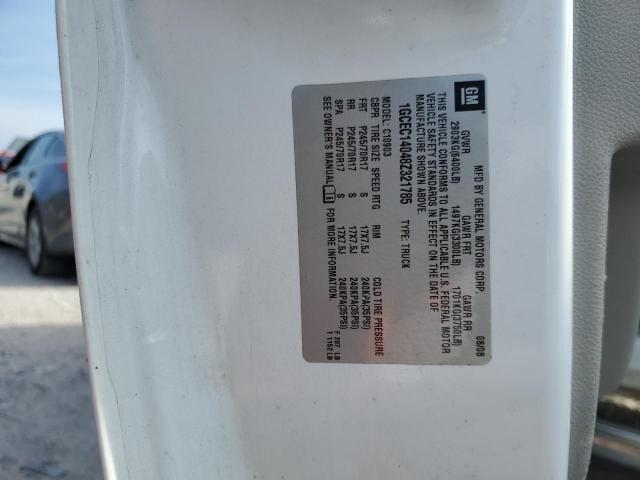 GM
MFD BY GENERAL MOTORS CORP. 08/08
GVWR GAWR FRT GAWR RR
2903KG(6400LB) 1497KG(3300LB) 1701KG(3750LB)
THIS VEHICLE CONFORMS TO ALL APPLICABLE U.S. FEDERAL MOTOR
VEHICLE SAFETY STANDARDS IN EFFECT ON THE DATE OF
MANUFACTURE SHOWN ABOVE.
1GCEC14048Z321785 TYPE: TRUCK
MODEL: C10903
CBPR TIRE SIZE SPEED RTG RIM COLD TIRE PRESSURE
FRT P245/70R17 S 17X7.5J 240KPA(35PSI)
RR P245/70R17 S 17X7.5J 240KPA(35PSI)
SPA P245/70R17 S 17X7.5J 240KPA(35PSI)
SEE OWNER'S MANUAL FOR MORE INFORMATION.
T 1152 LB